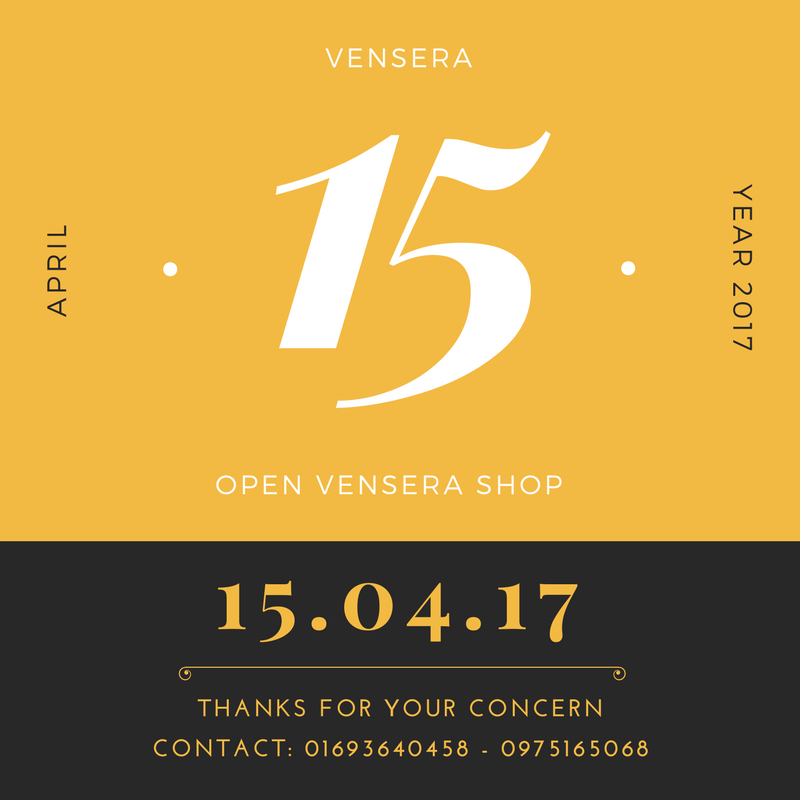 VENSERA
15
APRIL
YEAR 2017
OPEN VENSERA SHOP
15.04.17
THANKS FOR YOUR CONCERN
CONTACT: 01693640458 - 0975165068